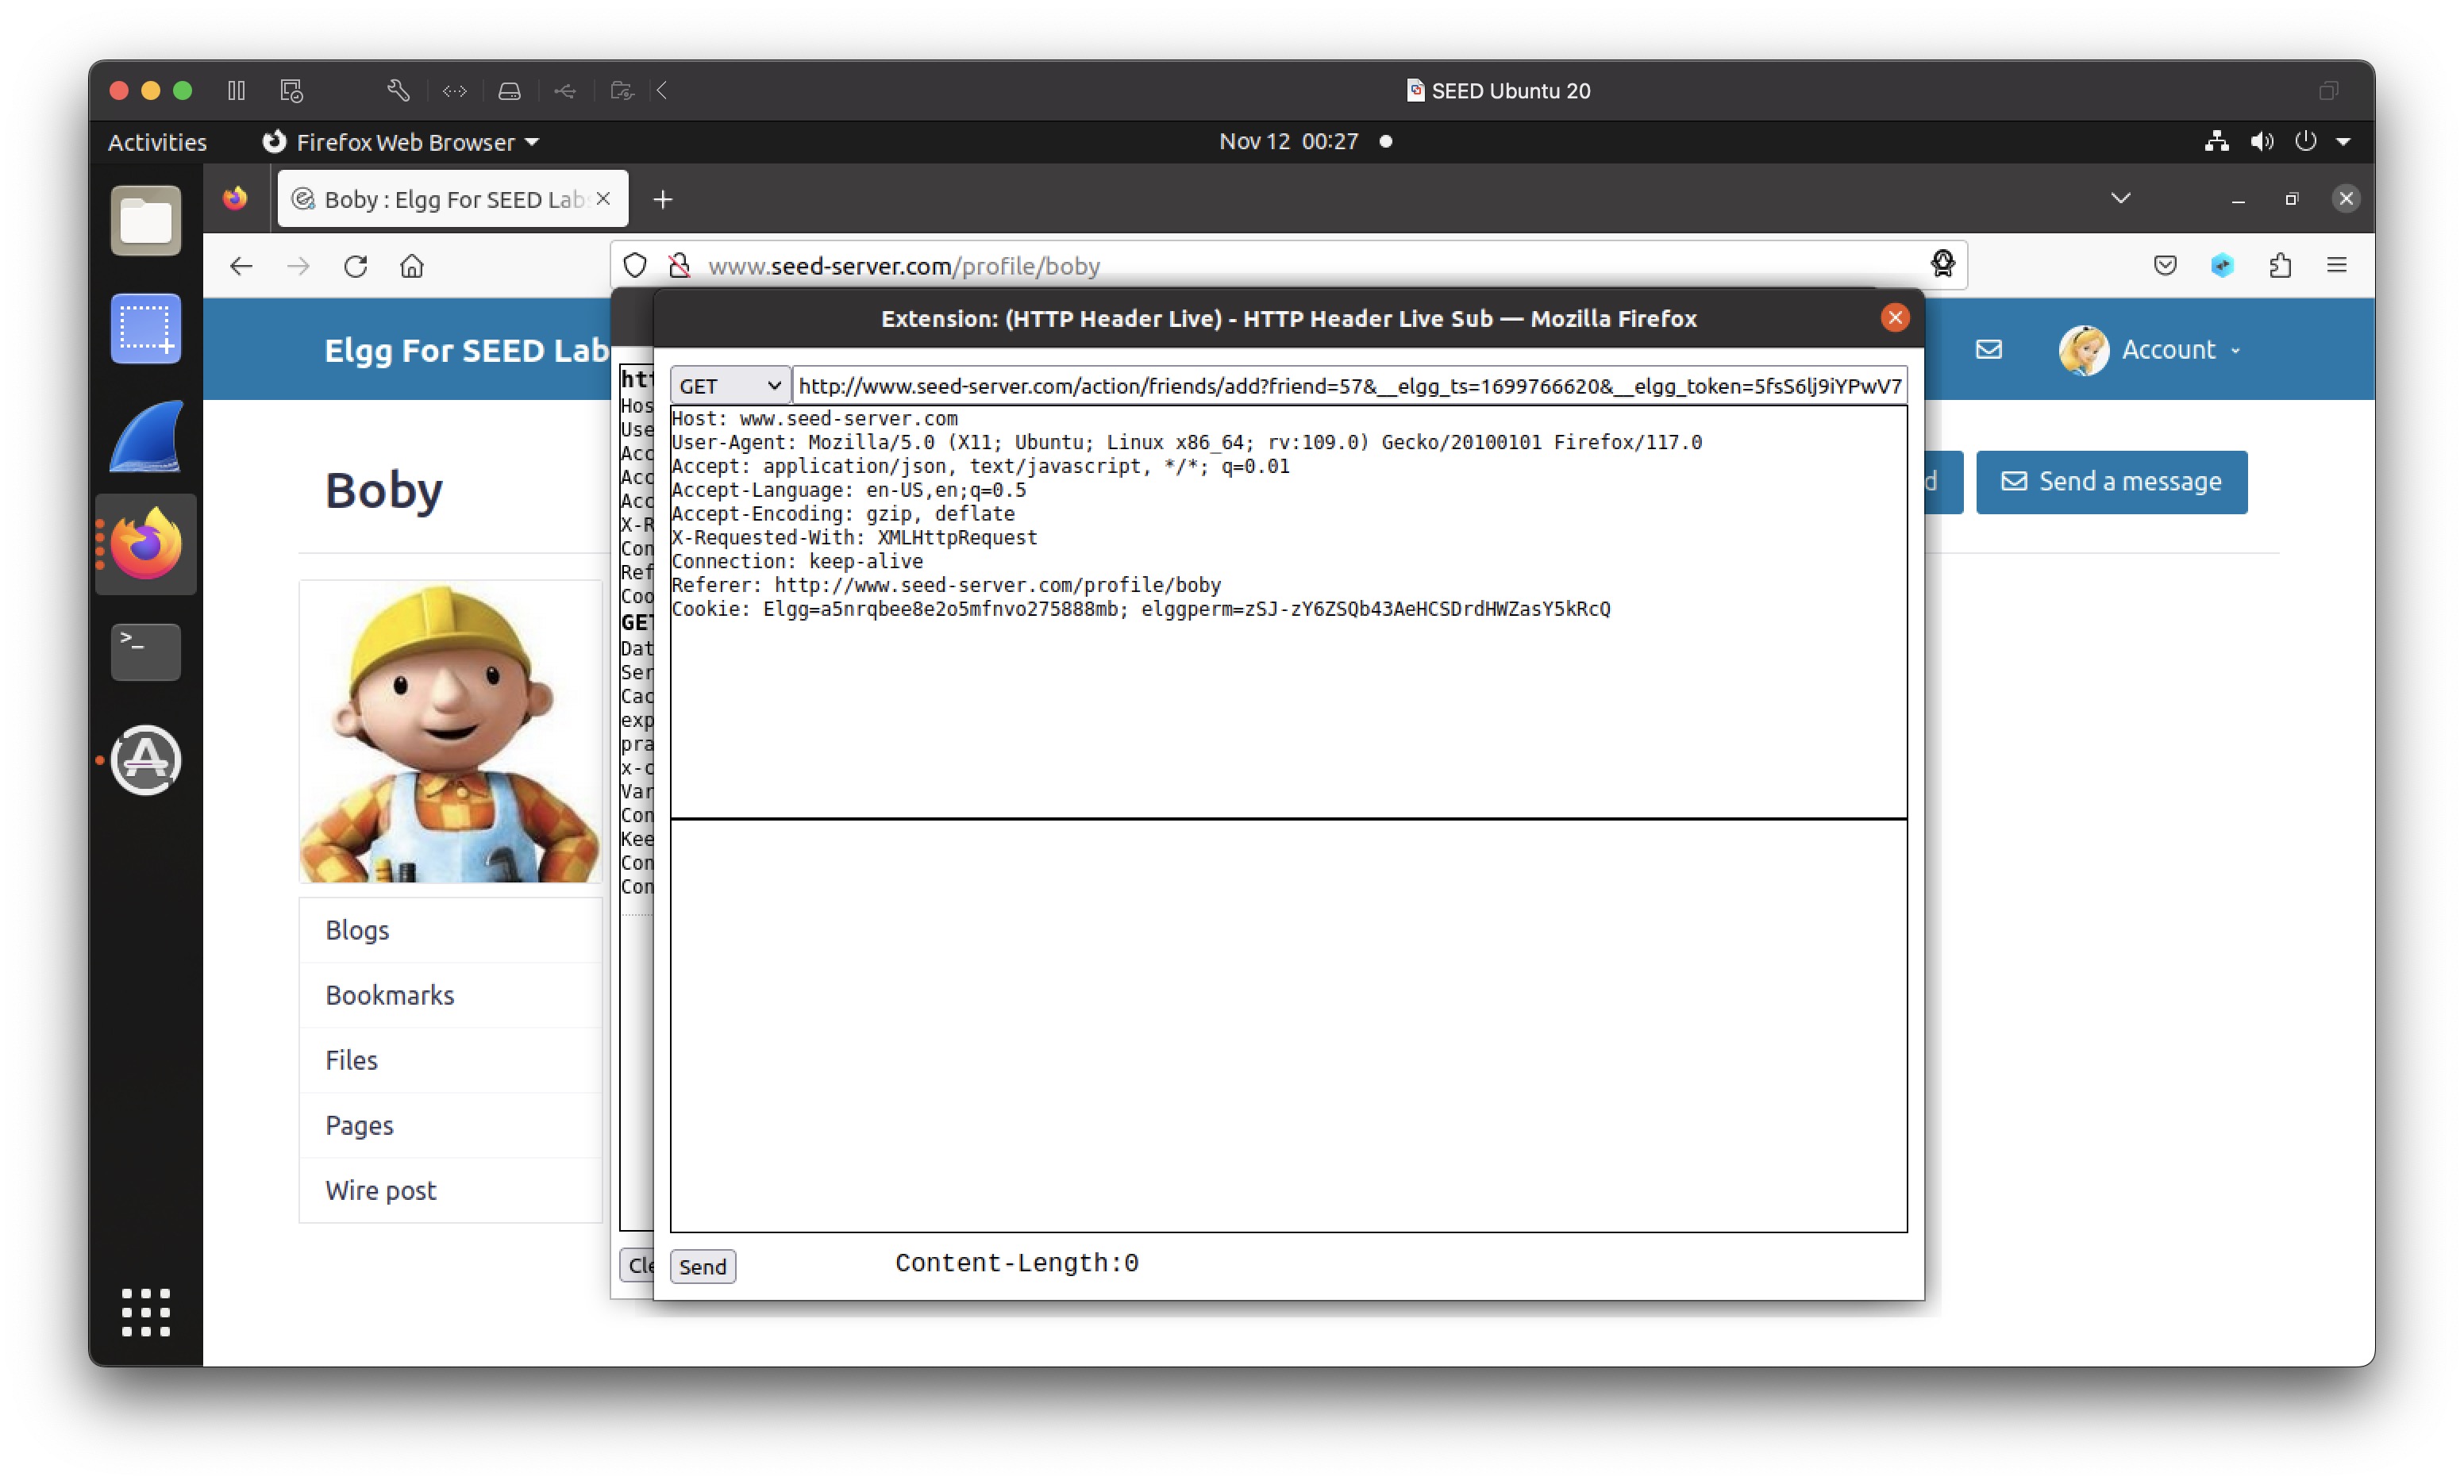 SEED Ubuntu 20
Activities
Firefox Web Browser
Nov 12 00:27
Boby : Elgg For SEED Lab
www.seed-server.com/profile/boby
Extension: (HTTP Header Live) - HTTP Header Live Sub — Mozilla Firefox
Elgg For SEED Lab
Account
GET
http://www.seed-server.com/action/friends/add?friend=57&__elgg_ts=1699766620&__elgg_token=5fsS6lj9iYPwV7
Host: www.seed-server.com
User-Agent: Mozilla/5.0 (X11; Ubuntu; Linux x86_64; rv:109.0) Gecko/20100101 Firefox/117.0
Accept: application/json, text/javascript, */*; q=0.01
Accept-Language: en-US,en;q=0.5
Accept-Encoding: gzip, deflate
X-Requested-With: XMLHttpRequest
Connection: keep-alive
Referer: http://www.seed-server.com/profile/boby
Cookie: Elgg=a5nrqbee8e2o5mfnvo275888mb; elggperm=zSJ-zY6ZSQb43AeHCSDrdHWZasY5kRcQ
htt
Hos
Use
Acc
Acc
Acc
X-R
Con
Ref
Coo
GET
Dat
Ser
Cac
exp
pra
x-c
Var
Con
Kee
Con
Con
Cle
Send
Content-Length:0
Boby
d
Send a message
Blogs
Bookmarks
Files
Pages
Wire post